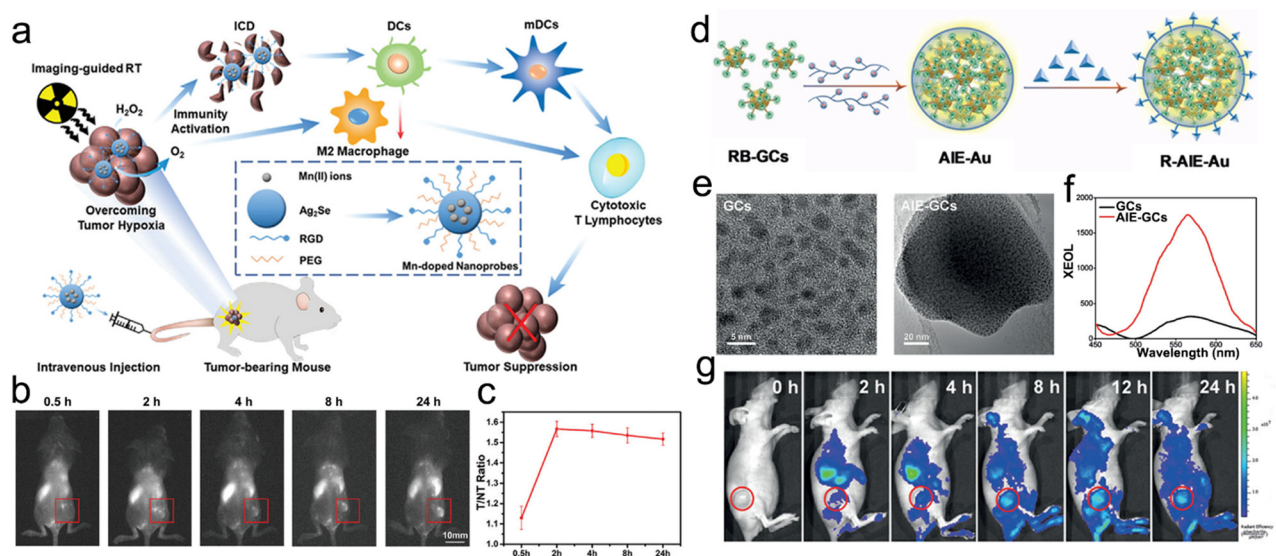 a
Imaging-guided RT
H2O2
O2
Overcoming
Tumor Hypoxia
ICD
Immunity
Activation
DCs
mDCs
M2 Macrophage
Cytotoxic
T Lymphocytes
Mn(II) ions
Ag2Se
RGD
PEG
Mn-doped Nanoprobes
Intravenous Injection
Tumor-bearing Mouse
Tumor Suppression
b
0.5 h
2 h
4 h
8 h
24 h
10mm
c
T/NT Ratio
1.6
1.5
1.4
1.3
1.2
1.1
1.0
0.5h
2h
4h
8h
24h
d
RB-GCs
AIE-Au
R-AIE-Au
e
GCs
5 nm
AIE-GCs
20 nm
f
GCs
AIE-GCs
XEOL
2000
1500
1000
500
0
450
500
550
600
650
Wavelength (nm)
g
0 h
2 h
4 h
8 h
12 h
24 h
Radiant Efficiency